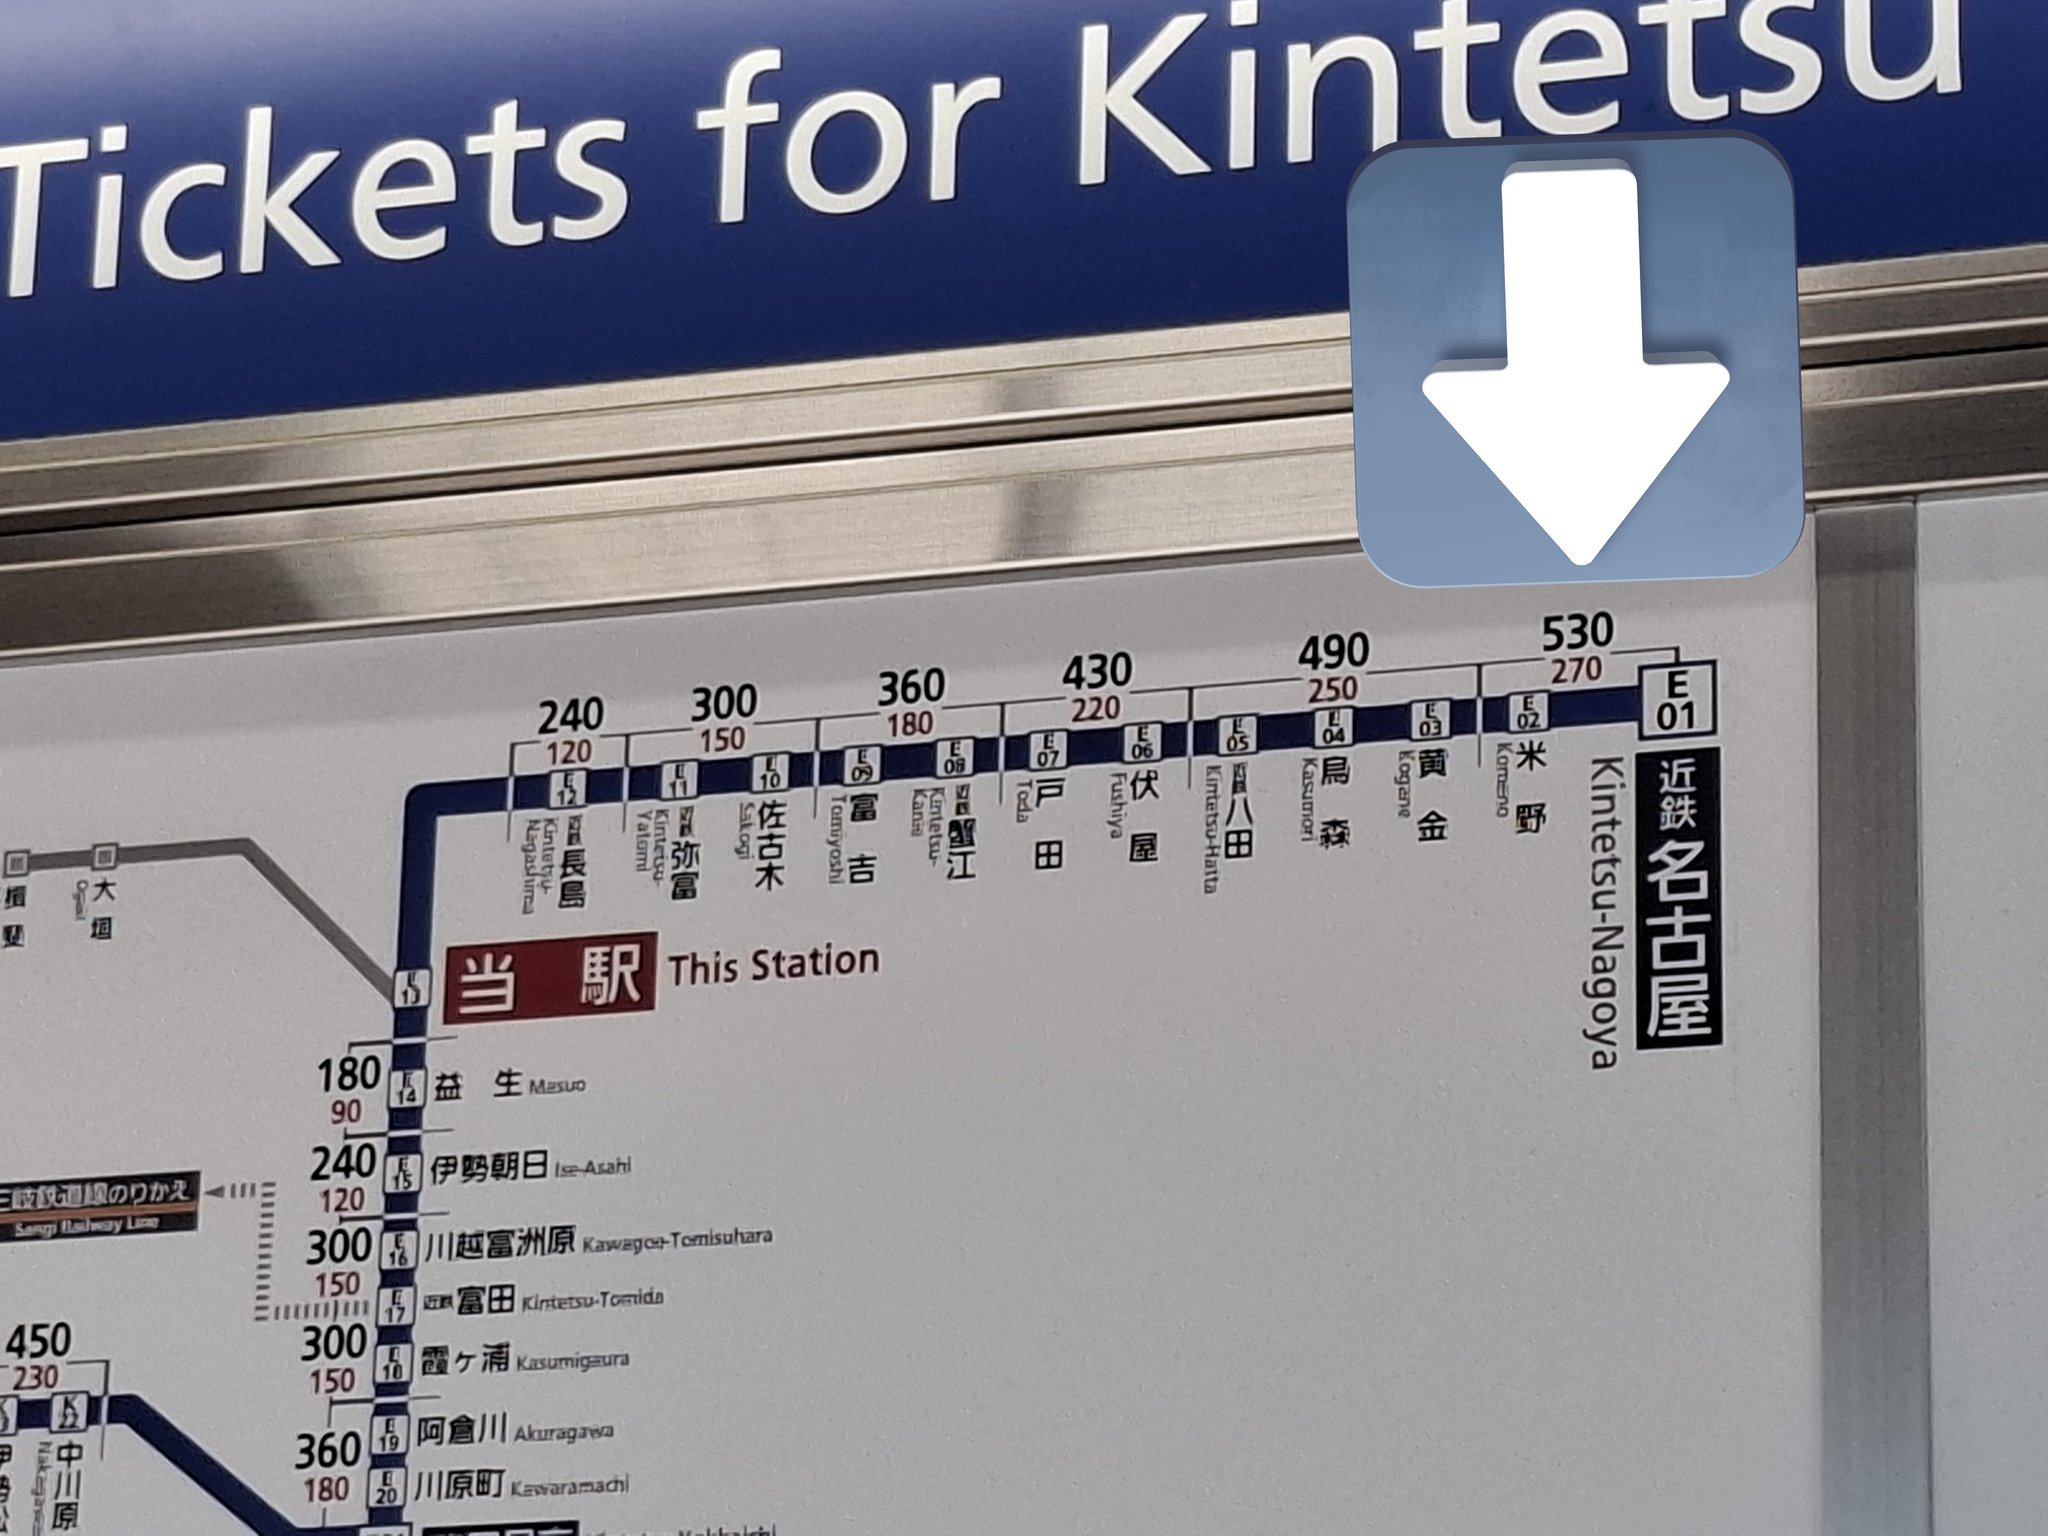 Tickets for Kintetsu
530
270
490
250
430
220
360
180
300
150
240
120
E
01
近鉄名古屋
Kintetsu-Nagoya
E
02
米野
Komeno
E
03
黄金
Kogane
E
04
烏森
Kasumori
E
05
近鉄八田
Kintetsu-Hatta
E
06
伏屋
Fushiya
E
07
戸田
Toda
E
08
近鉄蟹江
Kintetsu-
Kanie
E
09
富吉
Tomiyoshi
E
10
佐古木
Sakogi
E
11
近鉄弥富
Kintetsu-
Yatomi
E
12
近鉄長島
Kintetsu-
Nagashima
大垣
Ogaki
揖斐
E
13
当駅 This Station
180
90
E
14
益生 Masuo
240
120
E
15
伊勢朝日 Ise-Asahi
三岐鉄道線のりかえ
Sangi Railway Line
300
150
E
16
川越富洲原 Kawagoe-Tomisuhara
E
17
近鉄富田 Kintetsu-Tomida
300
150
E
18
霞ヶ浦 Kasumigaura
360
180
E
19
阿倉川 Akuragawa
E
20
川原町 Kawaramachi
450
230
K
22
中川原